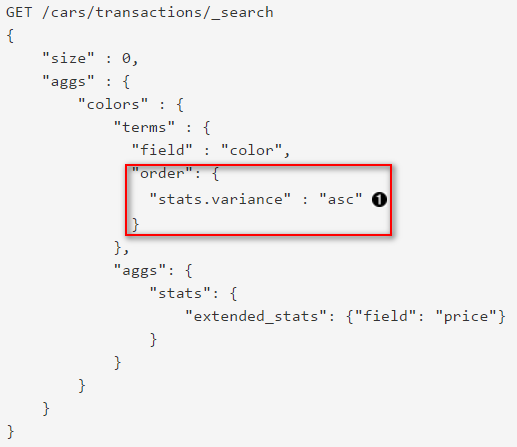 GET /cars/transactions/_search
{
    "size" : 0,
    "aggs" : {
        "colors" : {
            "terms" : {
              "field" : "color",
              "order": {
                "stats.variance" : "asc" ❶
              }
            },
            "aggs": {
                "stats": {
                    "extended_stats": {"field": "price"}
                }
            }
        }
    }
}